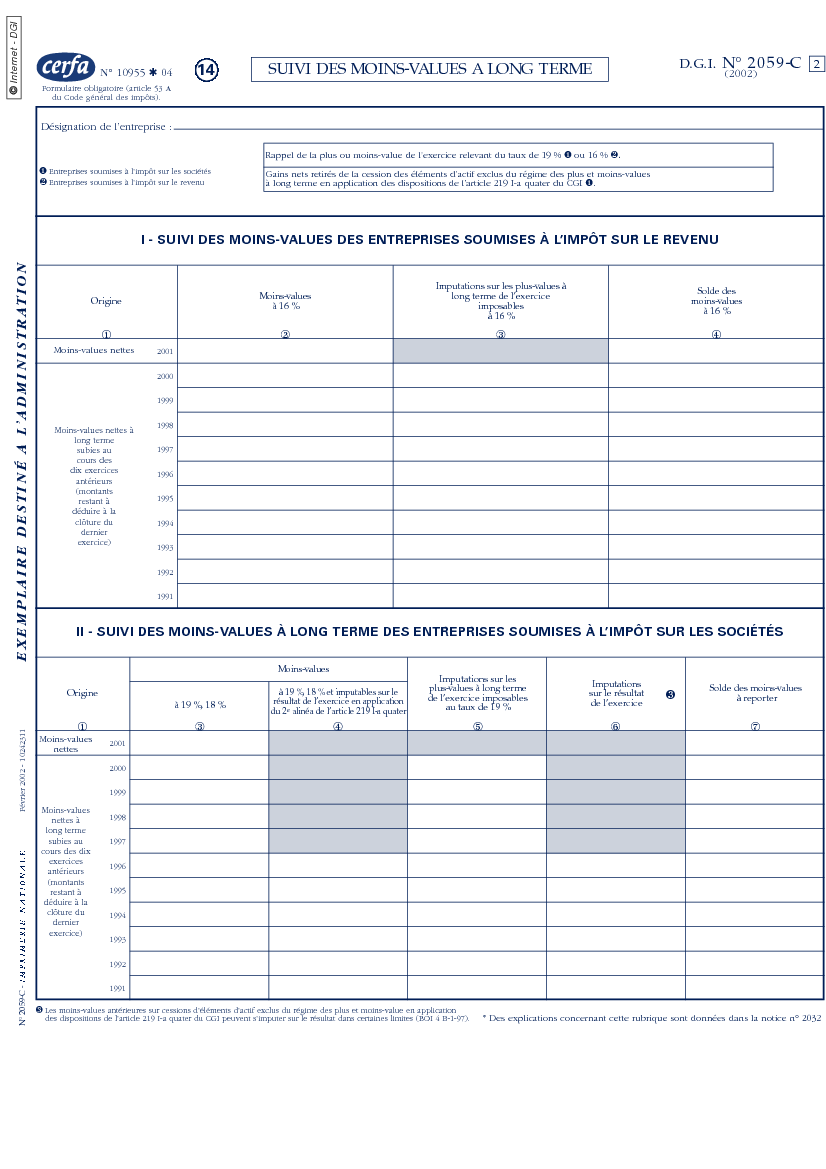 © Internet - DGI
cerfa
N° 10955 ✱ 04
14
SUIVI DES MOINS-VALUES A LONG TERME
D.G.I. N° 2059-C 2
(2002)
Formulaire obligatoire (article 53 A
du Code général des impôts).
Désignation de l'entreprise :
Rappel de la plus ou moins-value de l'exercice relevant du taux de 19 % ❶ ou 16 % ❷.
❶ Entreprises soumises à l'impôt sur les sociétés
❷ Entreprises soumises à l'impôt sur le revenu
Gains nets retirés de la cession des éléments d'actif exclus du régime des plus et moins-values
à long terme en application des dispositions de l'article 219 I-a quater du CGI ❶.
I - SUIVI DES MOINS-VALUES DES ENTREPRISES SOUMISES À L'IMPÔT SUR LE REVENU
Origine
①
Moins-values
à 16 %
②
Imputations sur les plus-values à
long terme de l'exercice
imposables
à 16 %
③
Solde des
moins-values
à 16 %
④
Moins-values nettes 2001
Moins-values nettes à
long terme
subies au
cours des
dix exercices
antérieurs
(montants
restant à
déduire à la
clôture du
dernier
exercice)
2000
1999
1998
1997
1996
1995
1994
1993
1992
1991
II - SUIVI DES MOINS-VALUES À LONG TERME DES ENTREPRISES SOUMISES À L'IMPÔT SUR LES SOCIÉTÉS
Origine
①
Moins-values
à 19 %, 18 %
③
à 19 %, 18 % et imputables sur le
résultat de l'exercice en application
du 2e alinéa de l'article 219 I-a quater
④
Imputations sur les
plus-values à long terme
de l'exercice imposables
au taux de 19 %
⑤
Imputations
sur le résultat ❸
de l'exercice
⑥
Solde des moins-values
à reporter
⑦
Moins-values
nettes
2001
Moins-values
nettes à
long terme
subies au
cours des dix
exercices
antérieurs
(montants
restant à
déduire à la
clôture du
dernier
exercice)
2000
1999
1998
1997
1996
1995
1994
1993
1992
1991
❸ Les moins-values antérieures sur cessions d'éléments d'actif exclus du régime des plus et moins-value en application
des dispositions de l'article 219 I-a quater du CGI peuvent s'imputer sur le résultat dans certaines limites (BOI 4 B-1-97).
* Des explications concernant cette rubrique sont données dans la notice n° 2032
EXEMPLAIRE DESTINÉ A L'ADMINISTRATION
N° 2059-C - IMPRIMERIE NATIONALE
Février 2002 - 10242311